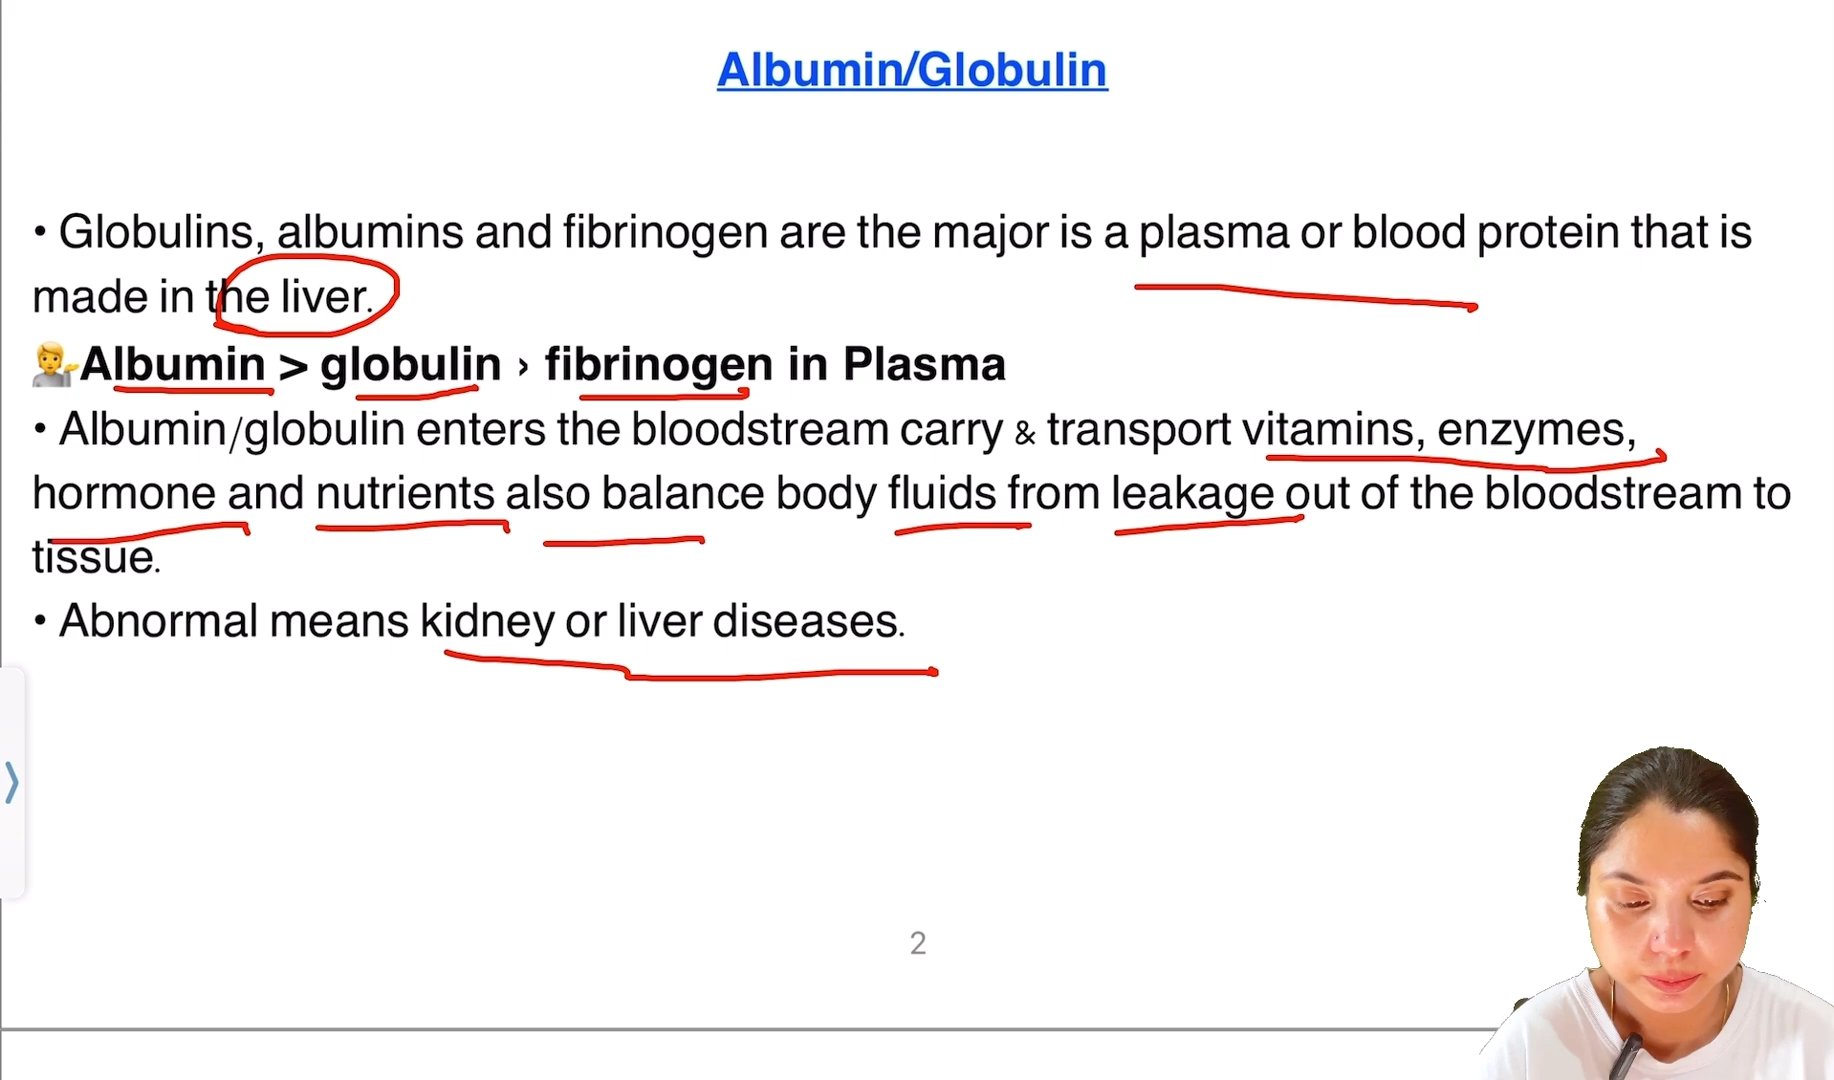 Albumin/Globulin
• Globulins, albumins and fibrinogen are the major is a plasma or blood protein that is
made in the liver.
💁Albumin > globulin › fibrinogen in Plasma
• Albumin/globulin enters the bloodstream carry & transport vitamins, enzymes,
hormone and nutrients also balance body fluids from leakage out of the bloodstream to
tissue.
• Abnormal means kidney or liver diseases.
2